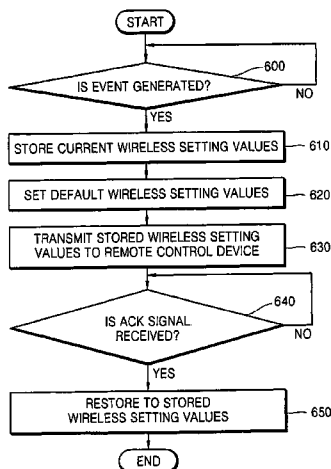 START
600
IS EVENT GENERATED?
NO
YES
STORE CURRENT WIRELESS SETTING VALUES
610
SET DEFAULT WIRELESS SETTING VALUES
620
TRANSMIT STORED WIRELESS SETTING
VALUES TO REMOTE CONTROL DEVICE
630
640
IS ACK SIGNAL
RECEIVED?
NO
YES
RESTORE TO STORED
WIRELESS SETTING VALUES
650
END